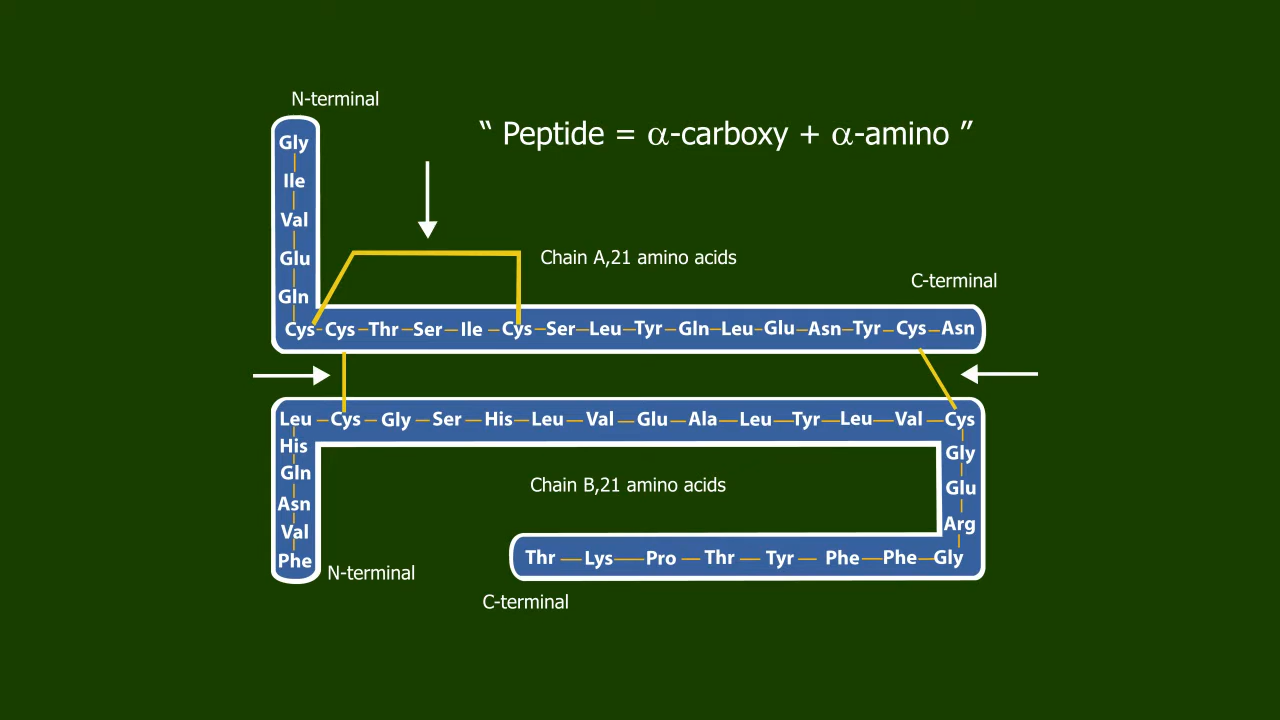 N-terminal
“ Peptide = α-carboxy + α-amino ”
Gly
Ile
Val
Glu
Gln
Chain A,21 amino acids
C-terminal
Cys Cys Thr Ser Ile Cys Ser Leu Tyr Gln Leu Glu Asn Tyr Cys Asn
Leu Cys Gly Ser His Leu Val Glu Ala Leu Tyr Leu Val Cys
His
Gln
Asn
Val
Phe
N-terminal
Gly
Glu
Arg
Chain B,21 amino acids
Thr Lys Pro Thr Tyr Phe Phe Gly
C-terminal